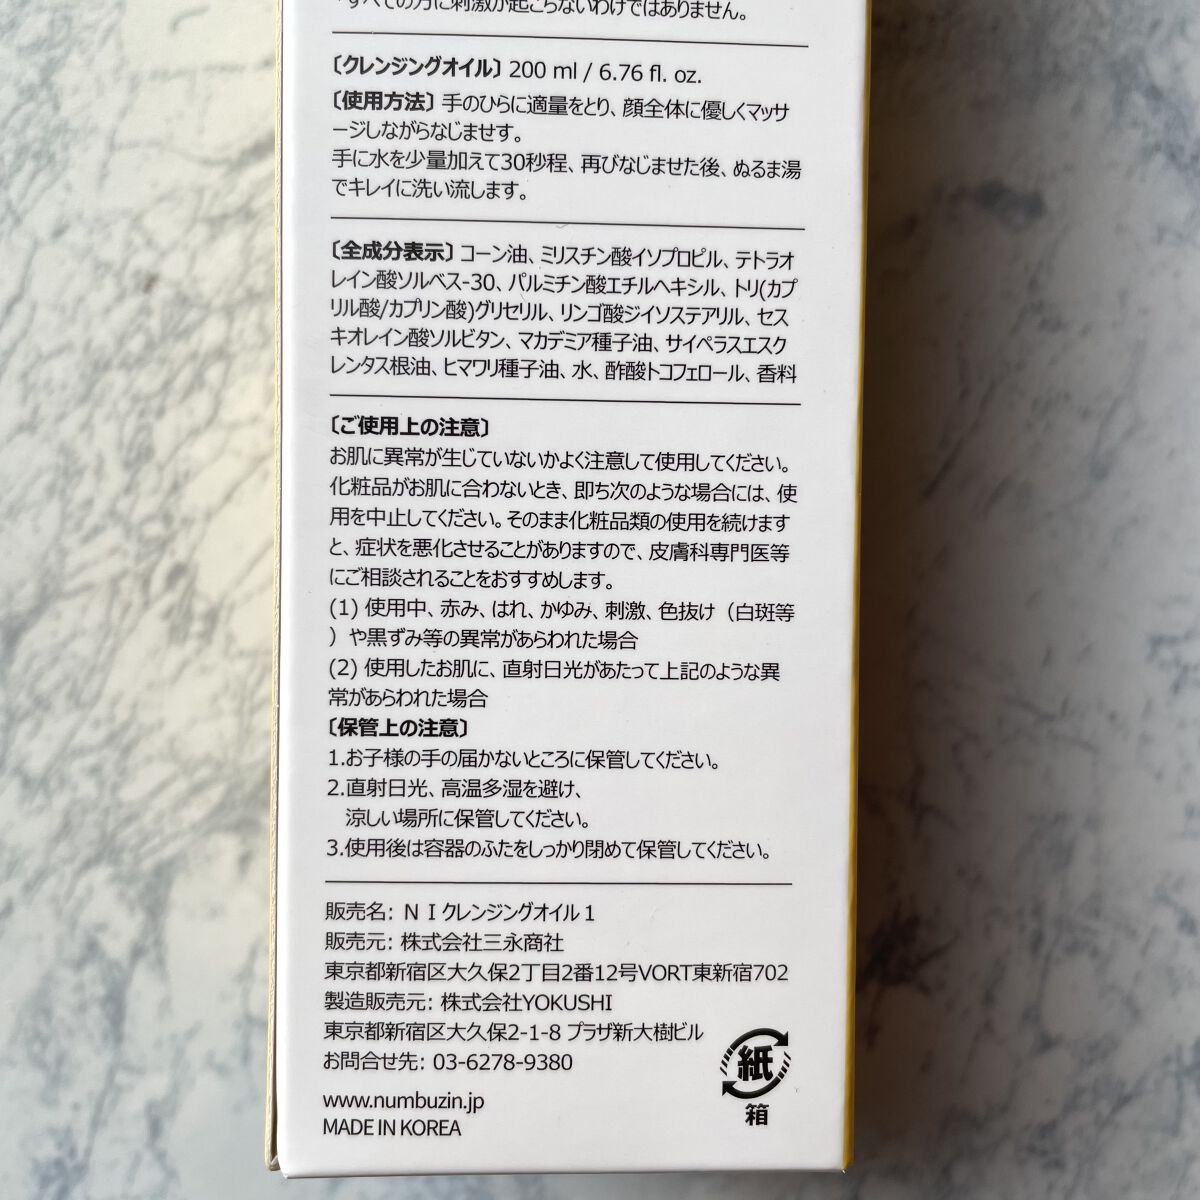 *すべての方に刺激が起こらないわけではありません。
〔クレンジングオイル〕200 ml / 6.76 fl. oz.
〔使用方法〕手のひらに適量をとり、顔全体に優しくマッサ
ージしながらなじませす。
手に水を少量加えて30秒程、再びなじませた後、ぬるま湯
でキレイに洗い流します。
〔全成分表示〕コーン油、ミリスチン酸イソプロピル、テトラオ
レイン酸ソルベス-30、パルミチン酸エチルヘキシル、トリ(カプ
リル酸/カプリン酸)グリセリル、リンゴ酸ジイソステアリル、セス
キオレイン酸ソルビタン、マカデミア種子油、サイペラスエスク
レンタス根油、ヒマワリ種子油、水、酢酸トコフェロール、香料
〔ご使用上の注意〕
お肌に異常が生じていないかよく注意して使用してください。
化粧品がお肌に合わないとき、即ち次のような場合には、使
用を中止してください。そのまま化粧品類の使用を続けます
と、症状を悪化させることがありますので、皮膚科専門医等
にご相談されることをおすすめします。
(1) 使用中、赤み、はれ、かゆみ、刺激、色抜け（白斑等
）や黒ずみ等の異常があらわれた場合
(2) 使用したお肌に、直射日光があたって上記のような異
常があらわれた場合
〔保管上の注意〕
1.お子様の手の届かないところに保管してください。
2.直射日光、高温多湿を避け、
涼しい場所に保管してください。
3.使用後は容器のふたをしっかり閉めて保管してください。
販売名: ＮＩクレンジングオイル１
販売元: 株式会社三永商社
東京都新宿区大久保2丁目2番12号VORT東新宿702
製造販売元: 株式会社YOKUSHI
東京都新宿区大久保2-1-8 プラザ新大樹ビル
お問合せ先: 03-6278-9380
www.numbuzin.jp
MADE IN KOREA
紙
箱